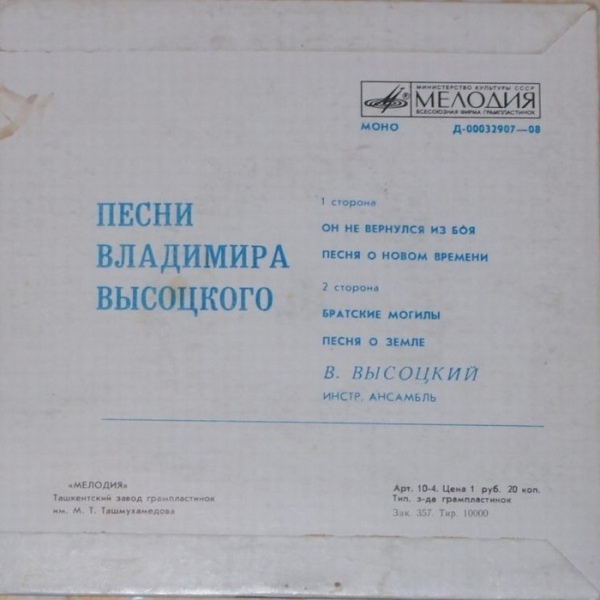 МИНИСТЕРСТВО КУЛЬТУРЫ СССР
МЕЛОДИЯ
ВСЕСОЮЗНАЯ ФИРМА ГРАМПЛАСТИНОК
МОНО Д-00032907—08
ПЕСНИ
ВЛАДИМИРА
ВЫСОЦКОГО
1 сторона
ОН НЕ ВЕРНУЛСЯ ИЗ БОЯ
ПЕСНЯ О НОВОМ ВРЕМЕНИ
2 сторона
БРАТСКИЕ МОГИЛЫ
ПЕСНЯ О ЗЕМЛЕ
В. ВЫСОЦКИЙ
ИНСТР. АНСАМБЛЬ
«МЕЛОДИЯ»
Ташкентский завод грампластинок
им. М. Т. Ташмухамедова
Арт. 10-4. Цена 1 руб. 20 коп.
Тип. з-да грампластинок
Зак. 357. Тир. 10000